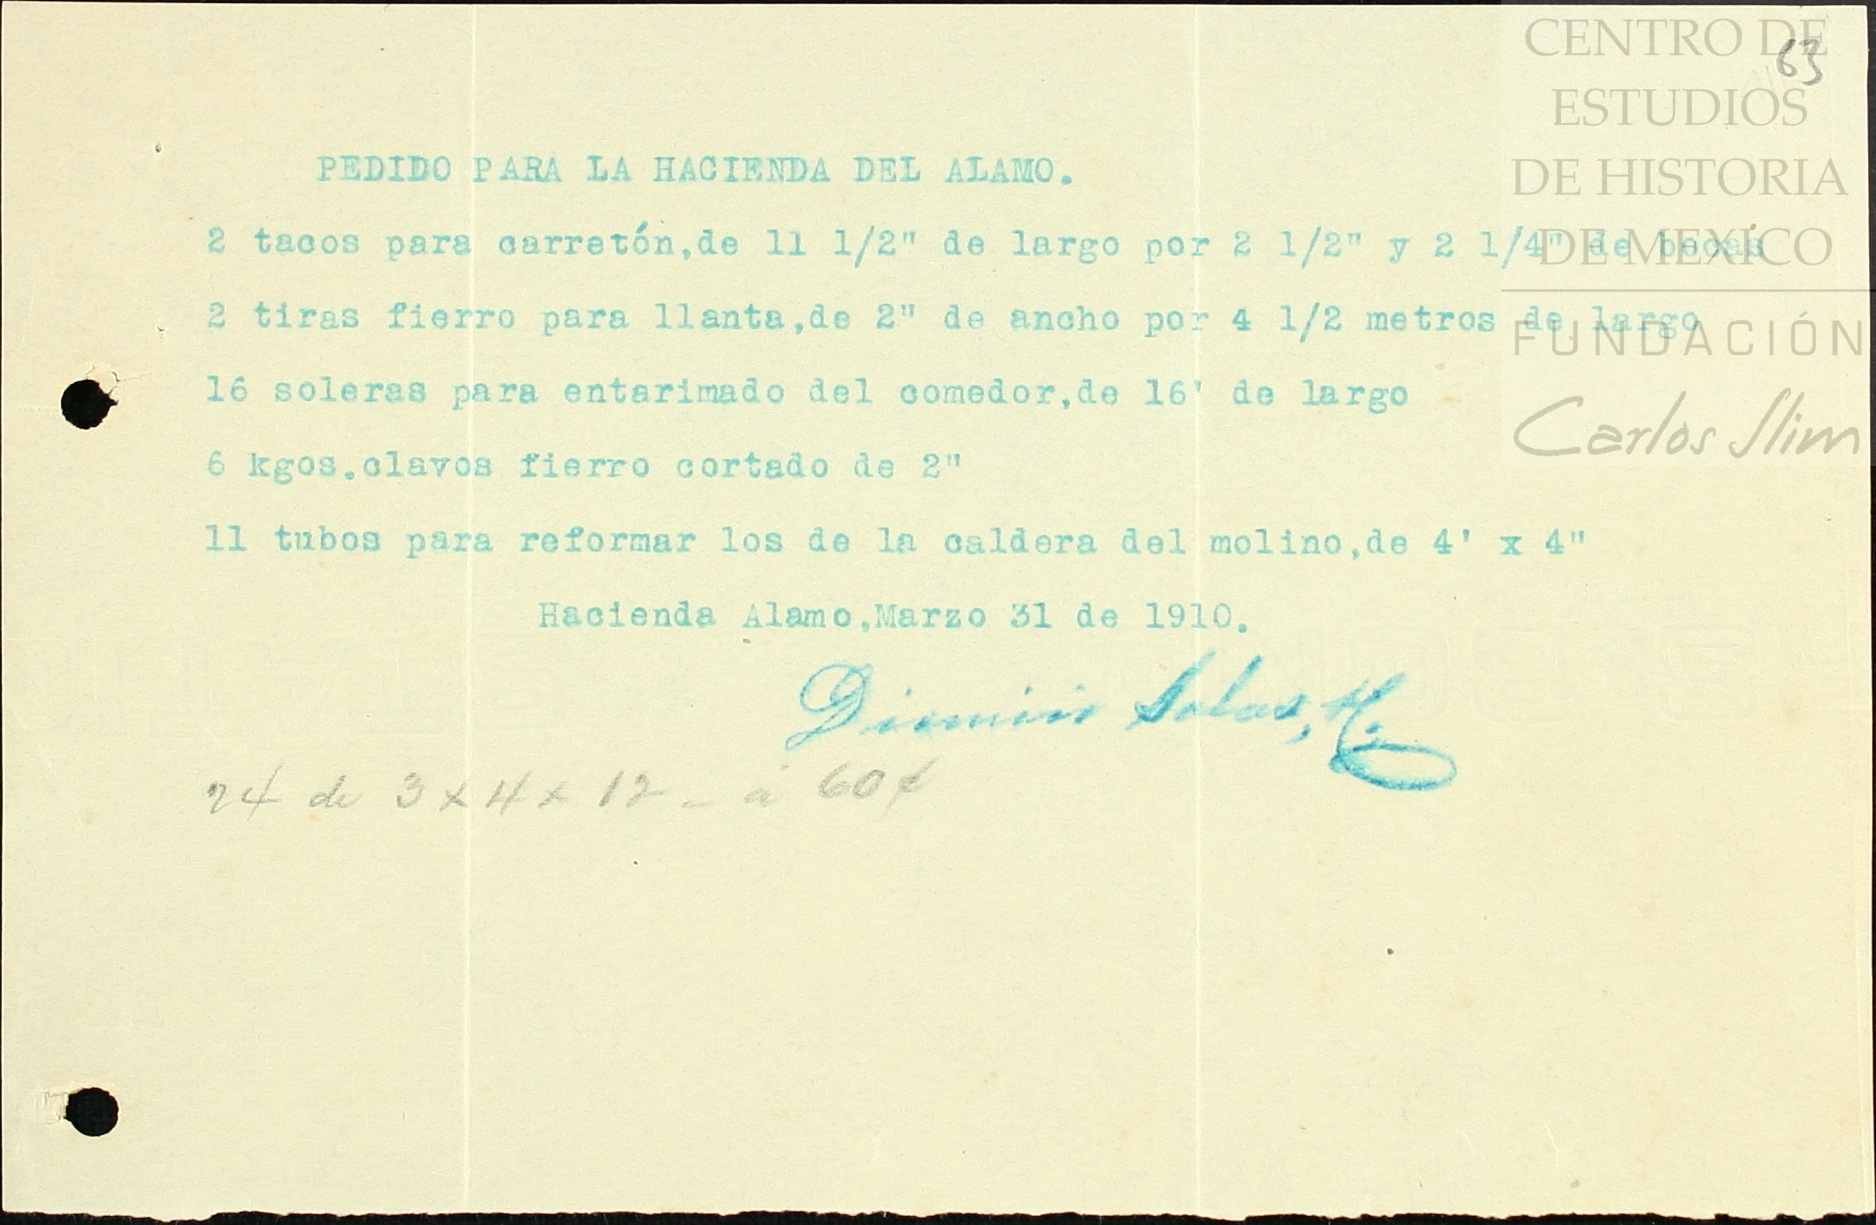 63
CENTRO DE
ESTUDIOS
DE HISTORIA
DE MEXICO
FUNDACIÓN
Carlos Slim
PEDIDO PARA LA HACIENDA DEL ALAMO.
2 tacos para carretón,de 11 1/2" de largo por 2 1/2" y 2 1/4" de bocas
2 tiras fierro para llanta,de 2" de ancho por 4 1/2 metros de largo
16 soleras para entarimado del comedor,de 16' de largo
6 kgos.clavos fierro cortado de 2"
11 tubos para reformar los de la caldera del molino,de 4' x 4"
Hacienda Alamo,Marzo 31 de 1910.
Dionicio Salas, H.
24 de 3 x 4 x 12 - a 60¢